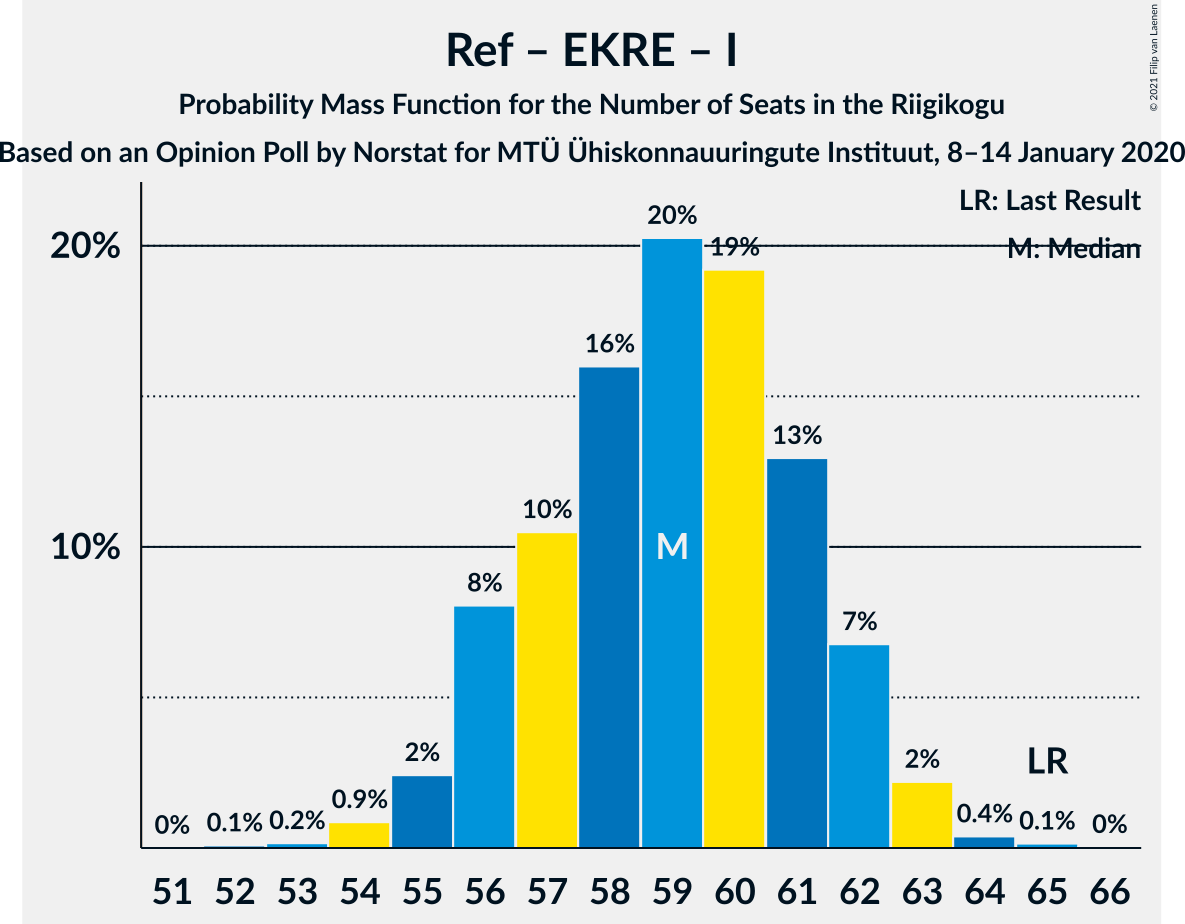 Ref – EKRE – I
Probability Mass Function for the Number of Seats in the Riigikogu
Based on an Opinion Poll by Norstat for MTÜ Ühiskonnauuringute Instituut, 8–14 January 2020
© 2021 Filip van Laenen
LR: Last Result
M: Median
20%
10%
0%
0.1%
0.2%
0.9%
2%
8%
10%
16%
20%
19%
13%
7%
2%
0.4%
0.1%
0%
M
LR
51 52 53 54 55 56 57 58 59 60 61 62 63 64 65 66